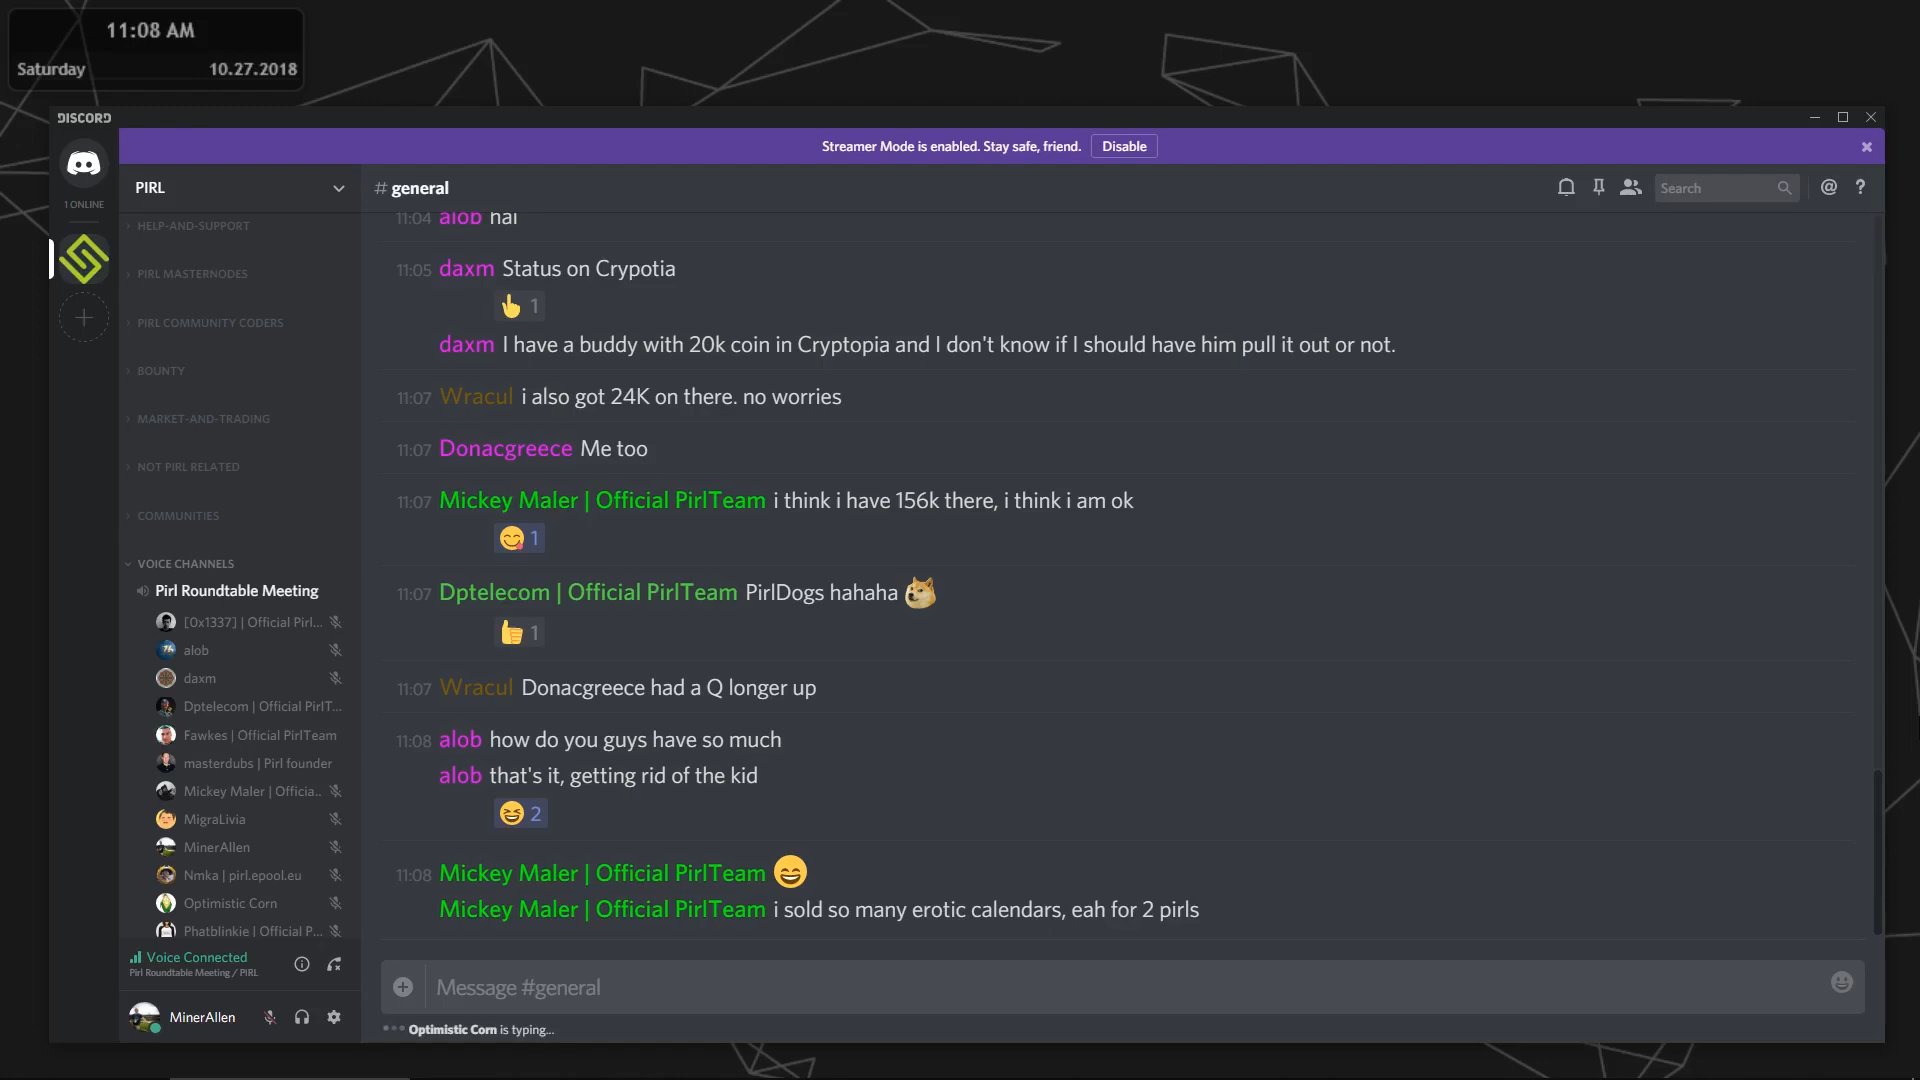 11:08 AM
Saturday 10.27.2018
DISCORD
Streamer Mode is enabled. Stay safe, friend. Disable
1 ONLINE
PIRL
HELP-AND-SUPPORT
PIRL MASTERNODES
PIRL COMMUNITY CODERS
BOUNTY
MARKET-AND-TRADING
NOT PIRL RELATED
COMMUNITIES
VOICE CHANNELS
Pirl Roundtable Meeting
[0x1337] | Official Pirl...
alob
daxm
Dptelecom | Official PirlT...
Fawkes | Official PirlTeam
masterdubs | Pirl founder
Mickey Maler | Officia...
MigraLivia
MinerAllen
Nmka | pirl.epool.eu
Optimistic Corn
Phatblinkie | Official P...
Voice Connected
Pirl Roundtable Meeting / PIRL
MinerAllen
# general
Search
@ ?
11:04 alob hai
11:05 daxm Status on Crypotia
1
daxm I have a buddy with 20k coin in Cryptopia and I don't know if I should have him pull it out or not.
11:07 Wracul i also got 24K on there. no worries
11:07 Donacgreece Me too
11:07 Mickey Maler | Official PirlTeam i think i have 156k there, i think i am ok
1
11:07 Dptelecom | Official PirlTeam PirlDogs hahaha
1
11:07 Wracul Donacgreece had a Q longer up
11:08 alob how do you guys have so much
alob that's it, getting rid of the kid
2
11:08 Mickey Maler | Official PirlTeam 😄
Mickey Maler | Official PirlTeam i sold so many erotic calendars, eah for 2 pirls
Message #general
Optimistic Corn is typing...